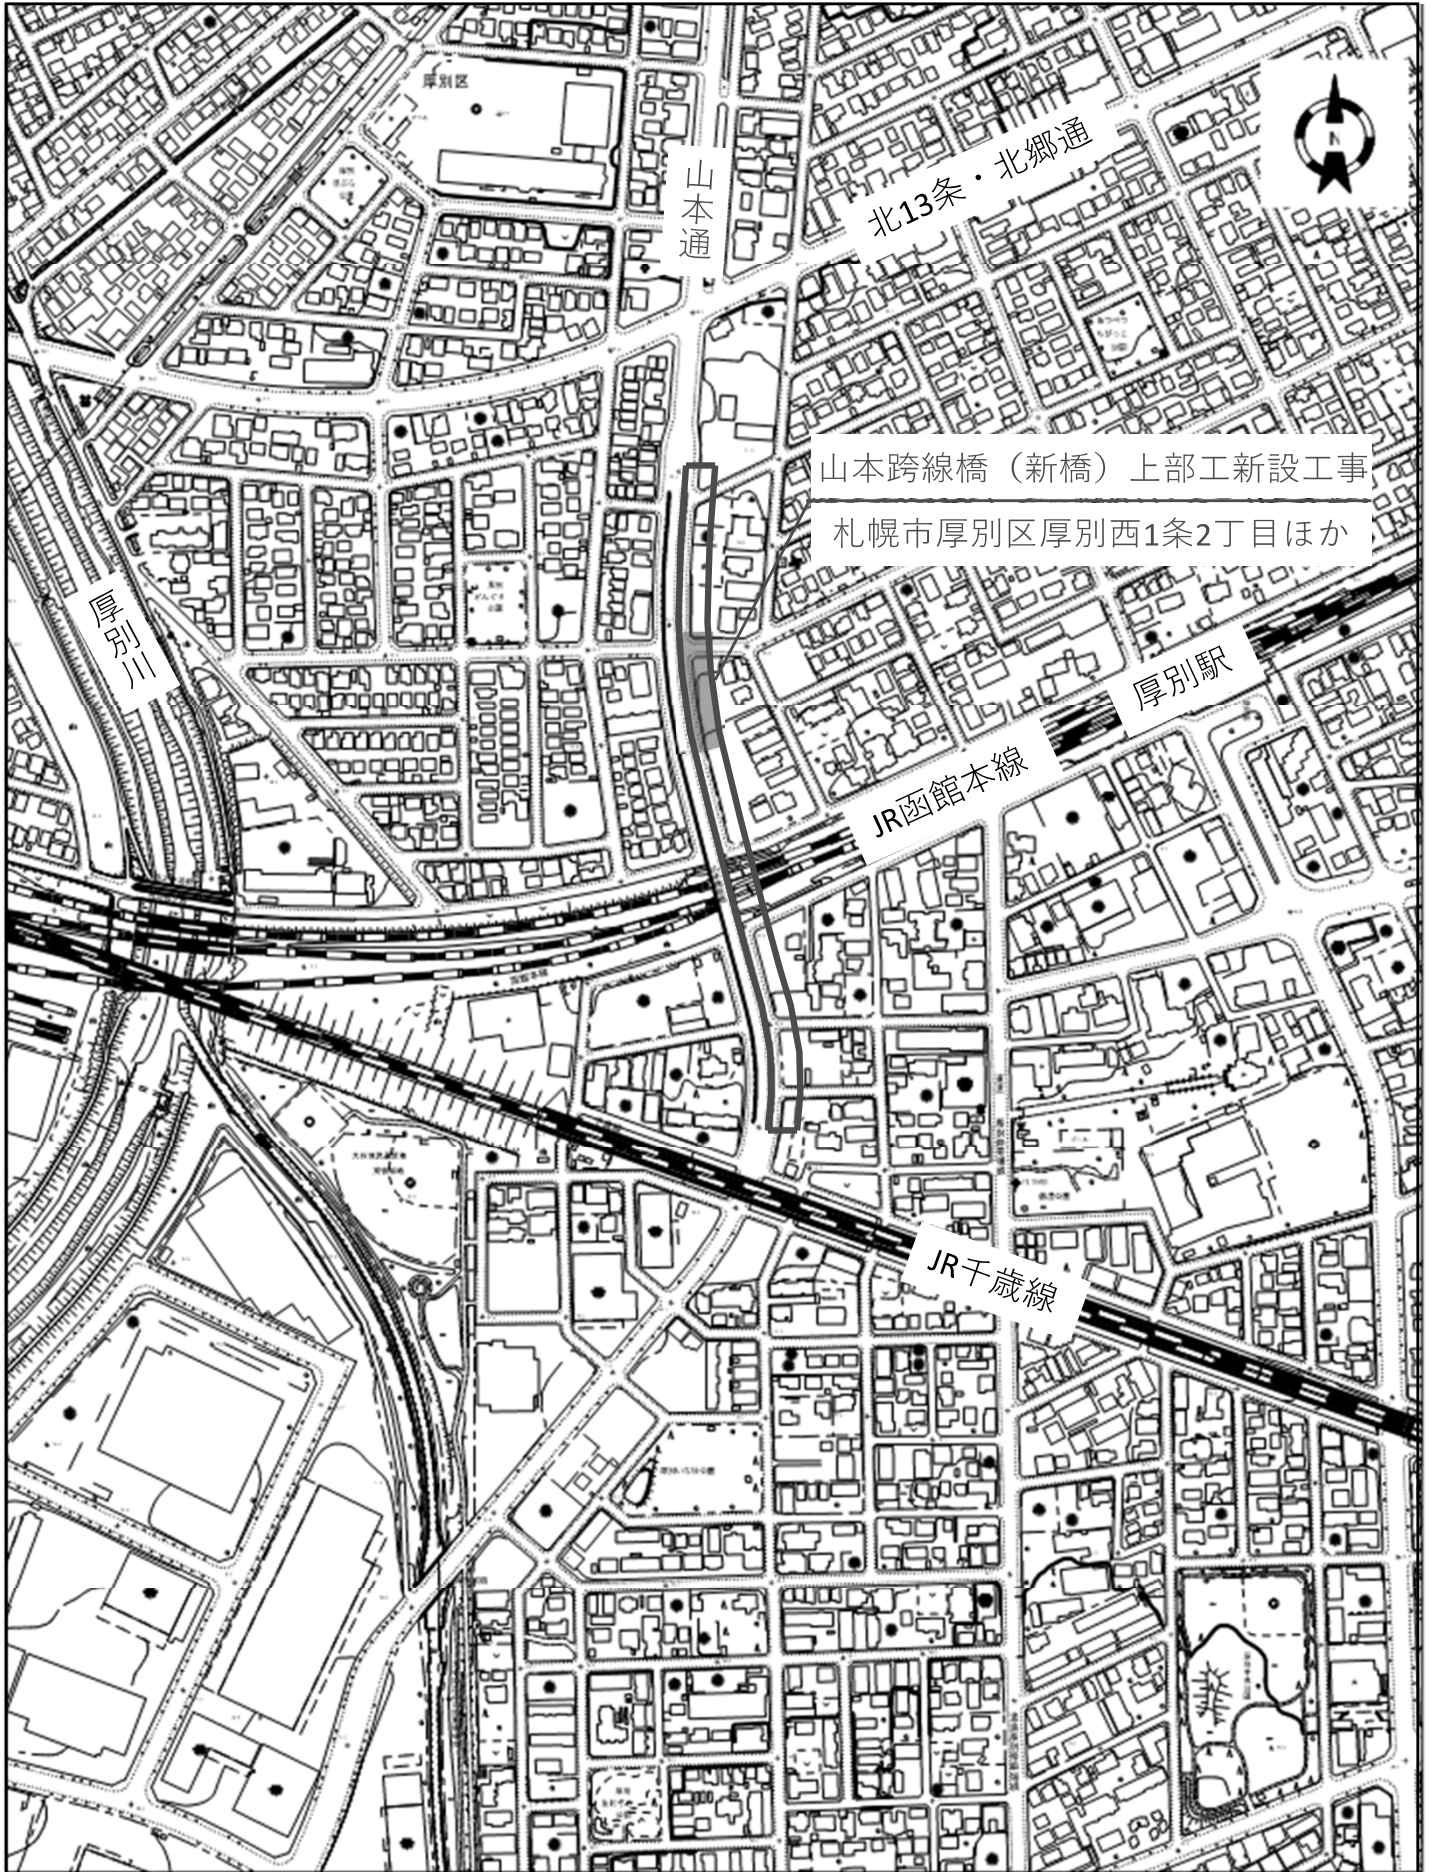 厚別区
N
山本通
北13条・北郷通
山本跨線橋（新橋）上部工新設工事
札幌市厚別区厚別西1条2丁目ほか
厚別川
厚別駅
JR函館本線
JR千歳線